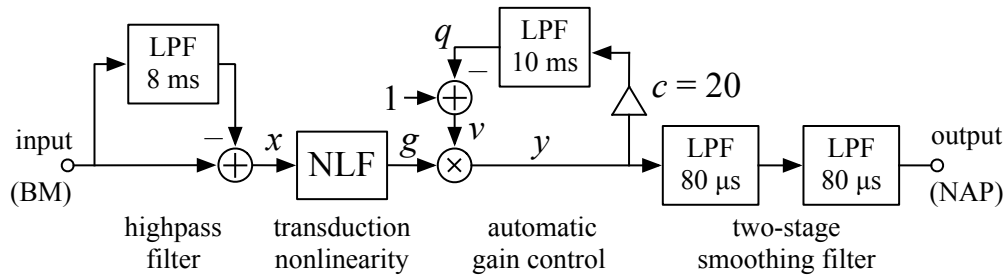 LPF
8 ms
q
LPF
10 ms
−
c = 20
1
+
v
−
input
(BM)
+
x
NLF
g
×
y
LPF
80 μs
LPF
80 μs
output
(NAP)
highpass
filter
transduction
nonlinearity
automatic
gain control
two-stage
smoothing filter